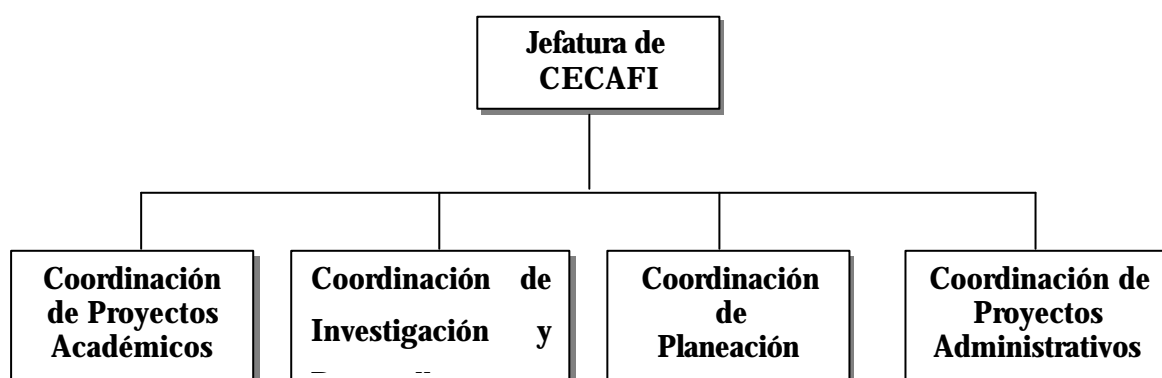 Jefatura de
CECAFI
Coordinación
de Proyectos
Académicos
Coordinación de
Investigación y
Coordinación
de
Planeación
Coordinación de
Proyectos
Administrativos